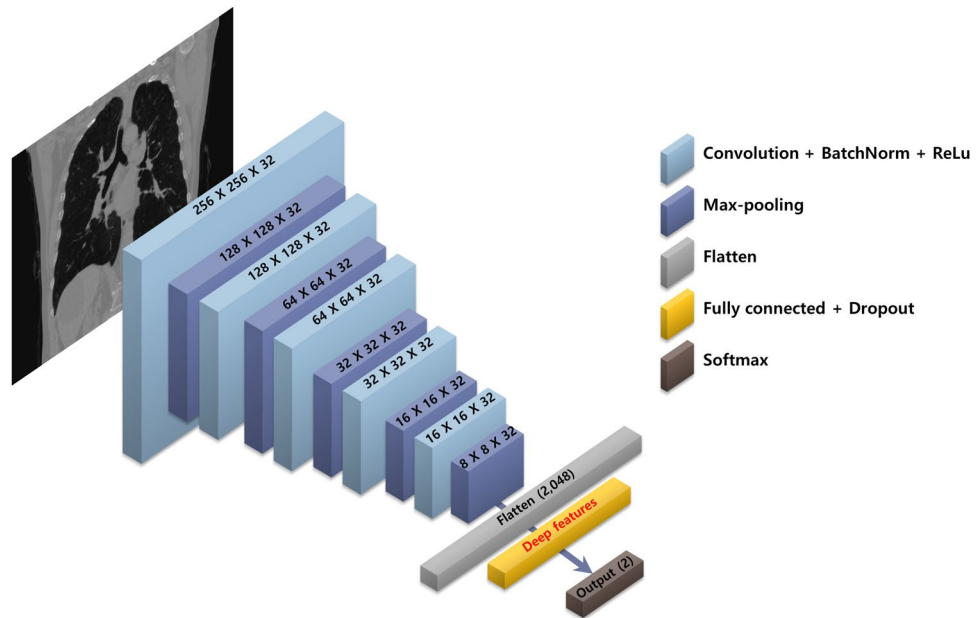 256 X 256 X 32
128 X 128 X 32
128 X 128 X 32
64 X 64 X 32
64 X 64 X 32
32 X 32 X 32
32 X 32 X 32
16 X 16 X 32
16 X 16 X 32
8 X 8 X 32
Flatten (2,048)
Deep features
Output (2)
Convolution + BatchNorm + ReLu
Max-pooling
Flatten
Fully connected + Dropout
Softmax